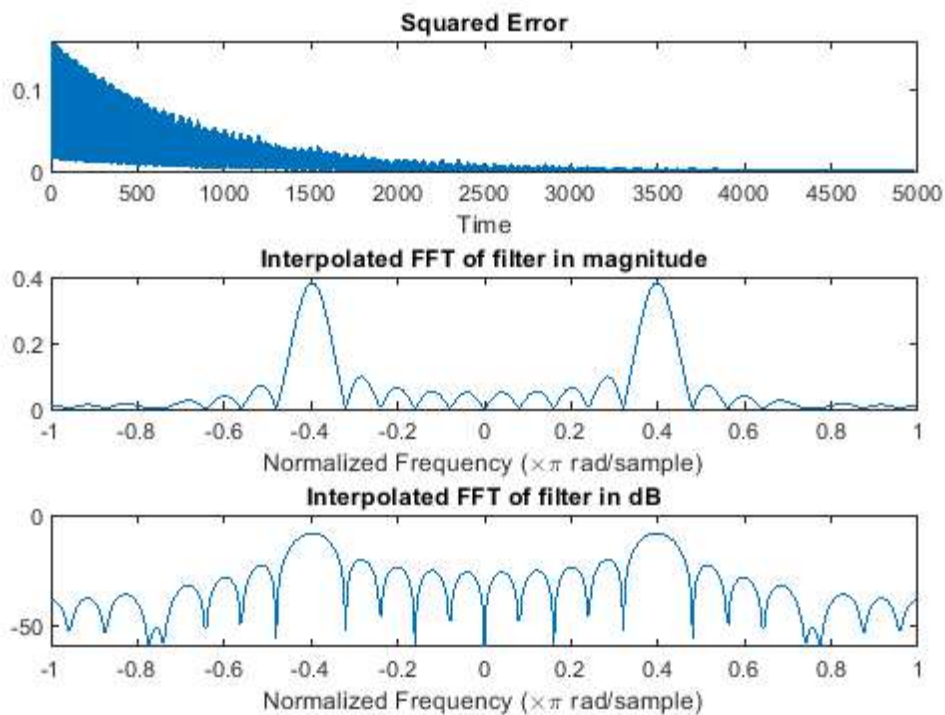 Squared Error
0.1
0
0 500 1000 1500 2000 2500 3000 3500 4000 4500 5000
Time
Interpolated FFT of filter in magnitude
0.4
0.2
0
-1 -0.8 -0.6 -0.4 -0.2 0 0.2 0.4 0.6 0.8 1
Normalized Frequency (×π rad/sample)
Interpolated FFT of filter in dB
0
-50
-1 -0.8 -0.6 -0.4 -0.2 0 0.2 0.4 0.6 0.8 1
Normalized Frequency (×π rad/sample)